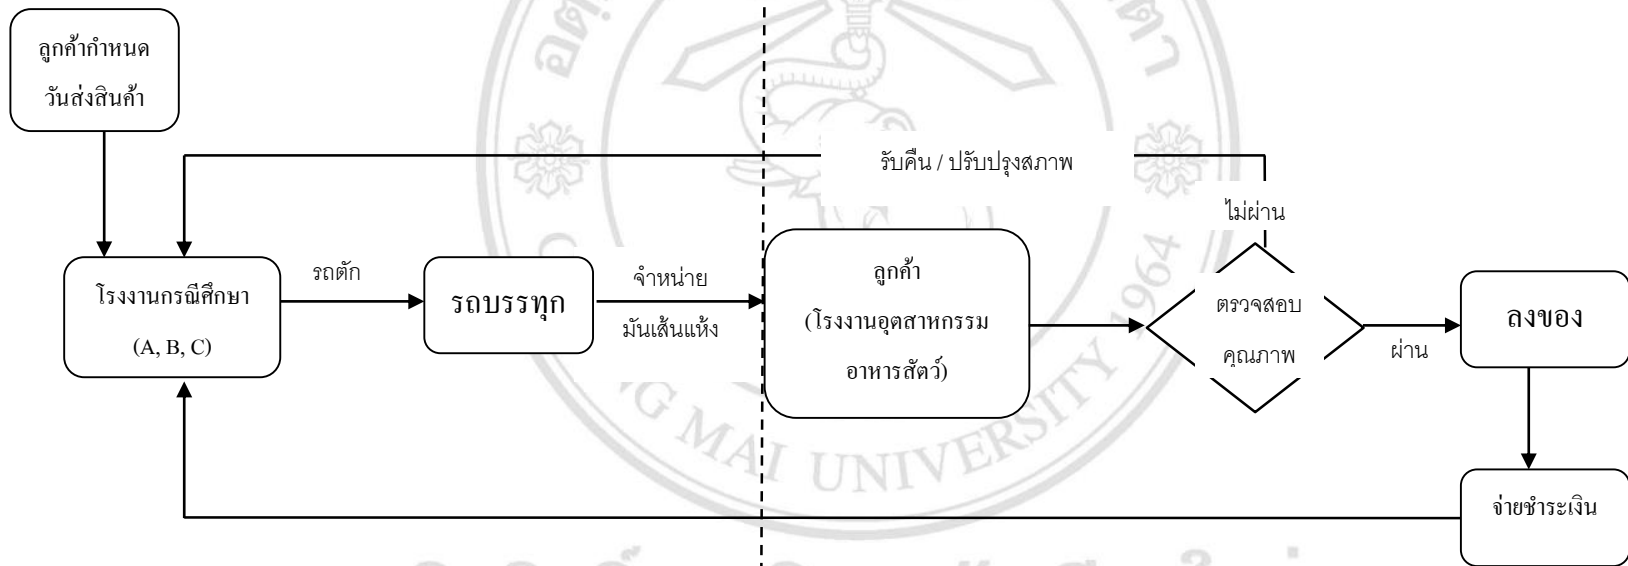 ลูกค้ากำหนด
วันส่งสินค้า
รับคืน / ปรับปรุงสภาพ
ไม่ผ่าน
โรงงานกรณีศึกษา
(A, B, C)
รถตัก
รถบรรทุก
จำหน่าย
มันเส้นแห้ง
ลูกค้า
(โรงงานอุตสาหกรรม
อาหารสัตว์)
ตรวจสอบ
คุณภาพ
ผ่าน
ลงของ
จ่ายชำระเงิน
MAI UNIVERSITY 1964